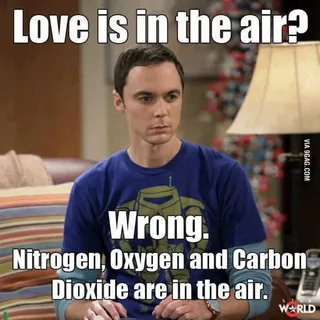 Love is in the air?
VIA 9GAG.COM
Wrong.
Nitrogen, Oxygen and Carbon
Dioxide are in the air.
WORLD